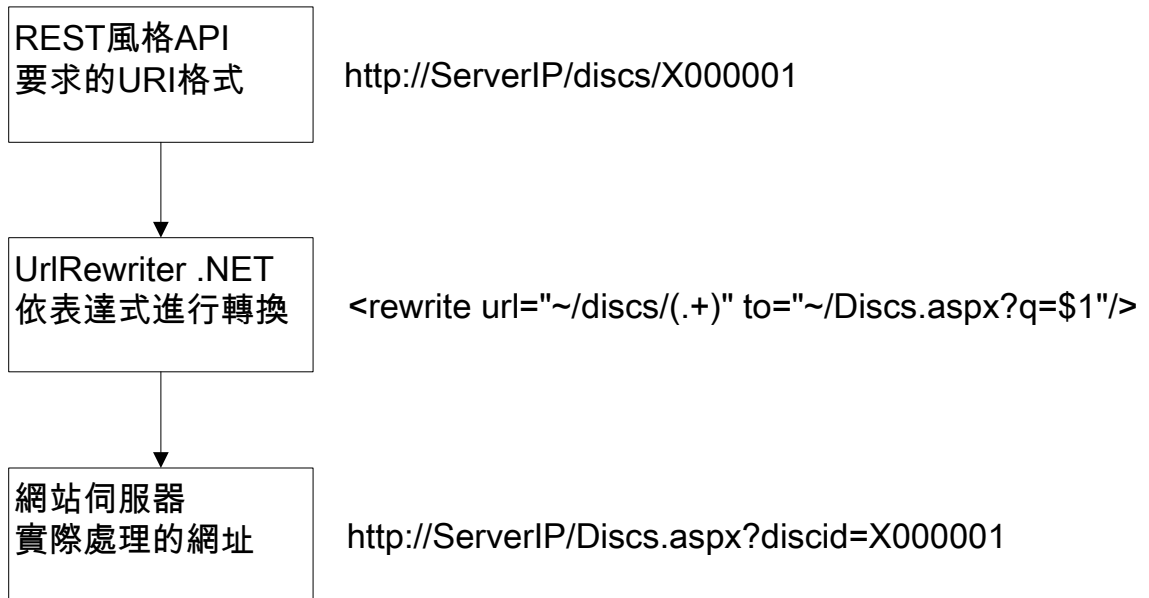 REST風格API
要求的URI格式
http://ServerIP/discs/X000001
UrlRewriter .NET
依表達式進行轉換
<rewrite url="~/discs/(.+)" to="~/Discs.aspx?q=$1"/>
網站伺服器
實際處理的網址
http://ServerIP/Discs.aspx?discid=X000001